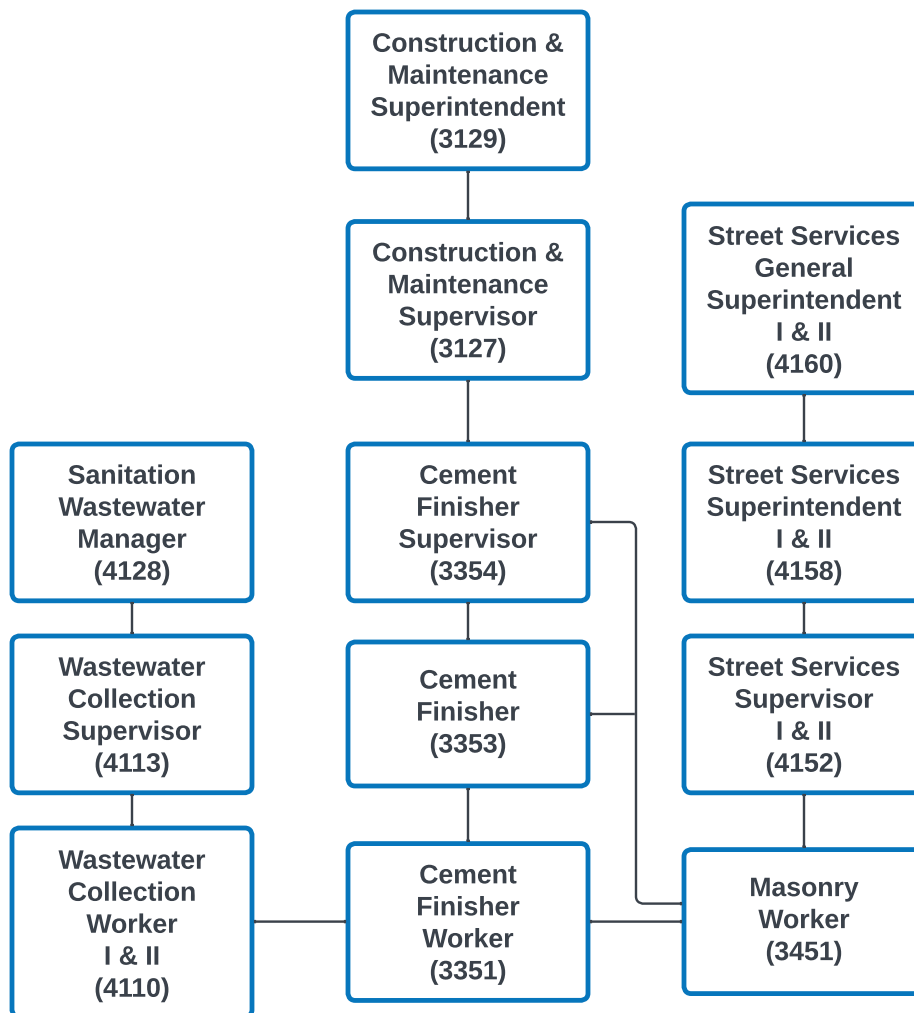 Construction &
Maintenance
Superintendent
(3129)
Construction &
Maintenance
Supervisor
(3127)
Street Services
General
Superintendent
I & II
(4160)
Sanitation
Wastewater
Manager
(4128)
Cement
Finisher
Supervisor
(3354)
Street Services
Superintendent
I & II
(4158)
Wastewater
Collection
Supervisor
(4113)
Cement
Finisher
(3353)
Street Services
Supervisor
I & II
(4152)
Wastewater
Collection
Worker
I & II
(4110)
Cement
Finisher
Worker
(3351)
Masonry
Worker
(3451)